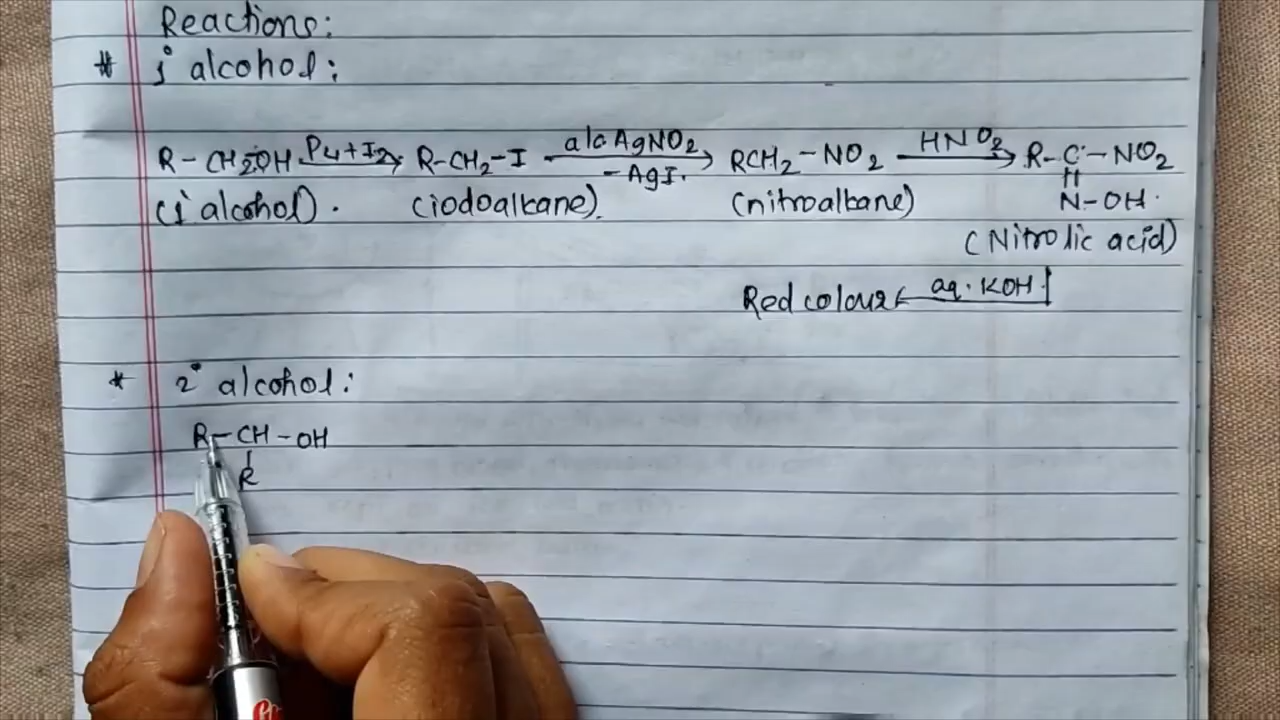 Reactions:
* 1° alcohol:
R-CH2OH P4+I2 → R-CH2-I alc AgNO2 -AgI. → RCH2-NO2 HNO2 → R-C-NO2
||
(1° alcohol). (iodoalkane). (nitroalkane) N-OH.
(Nitrolic acid)
Red colour ← aq. KOH
* 2° alcohol:
R-CH-OH
|
R